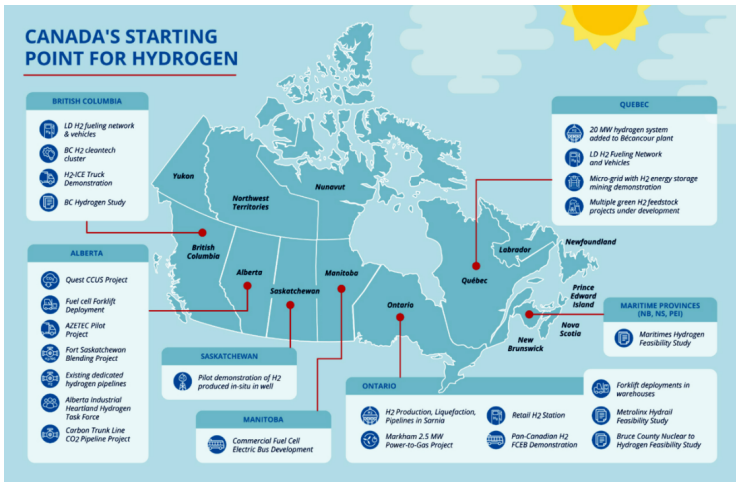 CANADA'S STARTING
POINT FOR HYDROGEN
BRITISH COLUMBIA
LD H2 fueling network
& vehicles
BC H2 cleantech
cluster
H2-ICE Truck
Demonstration
BC Hydrogen Study
ALBERTA
Quest CCUS Project
Fuel cell Forklift
Deployment
AZETEC Pilot
Project
Fort Saskatchewan
Blending Project
Existing dedicated
hydrogen pipelines
Alberta Industrial
Heartland Hydrogen
Task Force
Carbon Trunk Line
CO2 Pipeline Project
Yukon
Northwest
Territories
Nunavut
British
Columbia
Alberta
Saskatchewan
Manitoba
Ontario
Québec
Labrador
Newfoundland
Prince
Edward
Island
Nova
Scotia
New
Brunswick
QUEBEC
20 MW hydrogen system
added to Bécancour plant
LD H2 Fueling Network
and Vehicles
Micro-grid with H2 energy storage
mining demonstration
Multiple green H2 feedstock
projects under development
MARITIME PROVINCES
(NB, NS, PEI)
Maritimes Hydrogen
Feasibility Study
SASKATCHEWAN
Pilot demonstration of H2
produced in-situ in well
MANITOBA
Commercial Fuel Cell
Electric Bus Development
ONTARIO
H2 Production, Liquefaction,
Pipelines in Sarnia
Markham 2.5 MW
Power-to-Gas Project
Retail H2 Station
Pan-Canadian H2
FCEB Demonstration
Forklift deployments in
warehouses
Metrolinx Hydrail
Feasibility Study
Bruce County Nuclear to
Hydrogen Feasibility Study